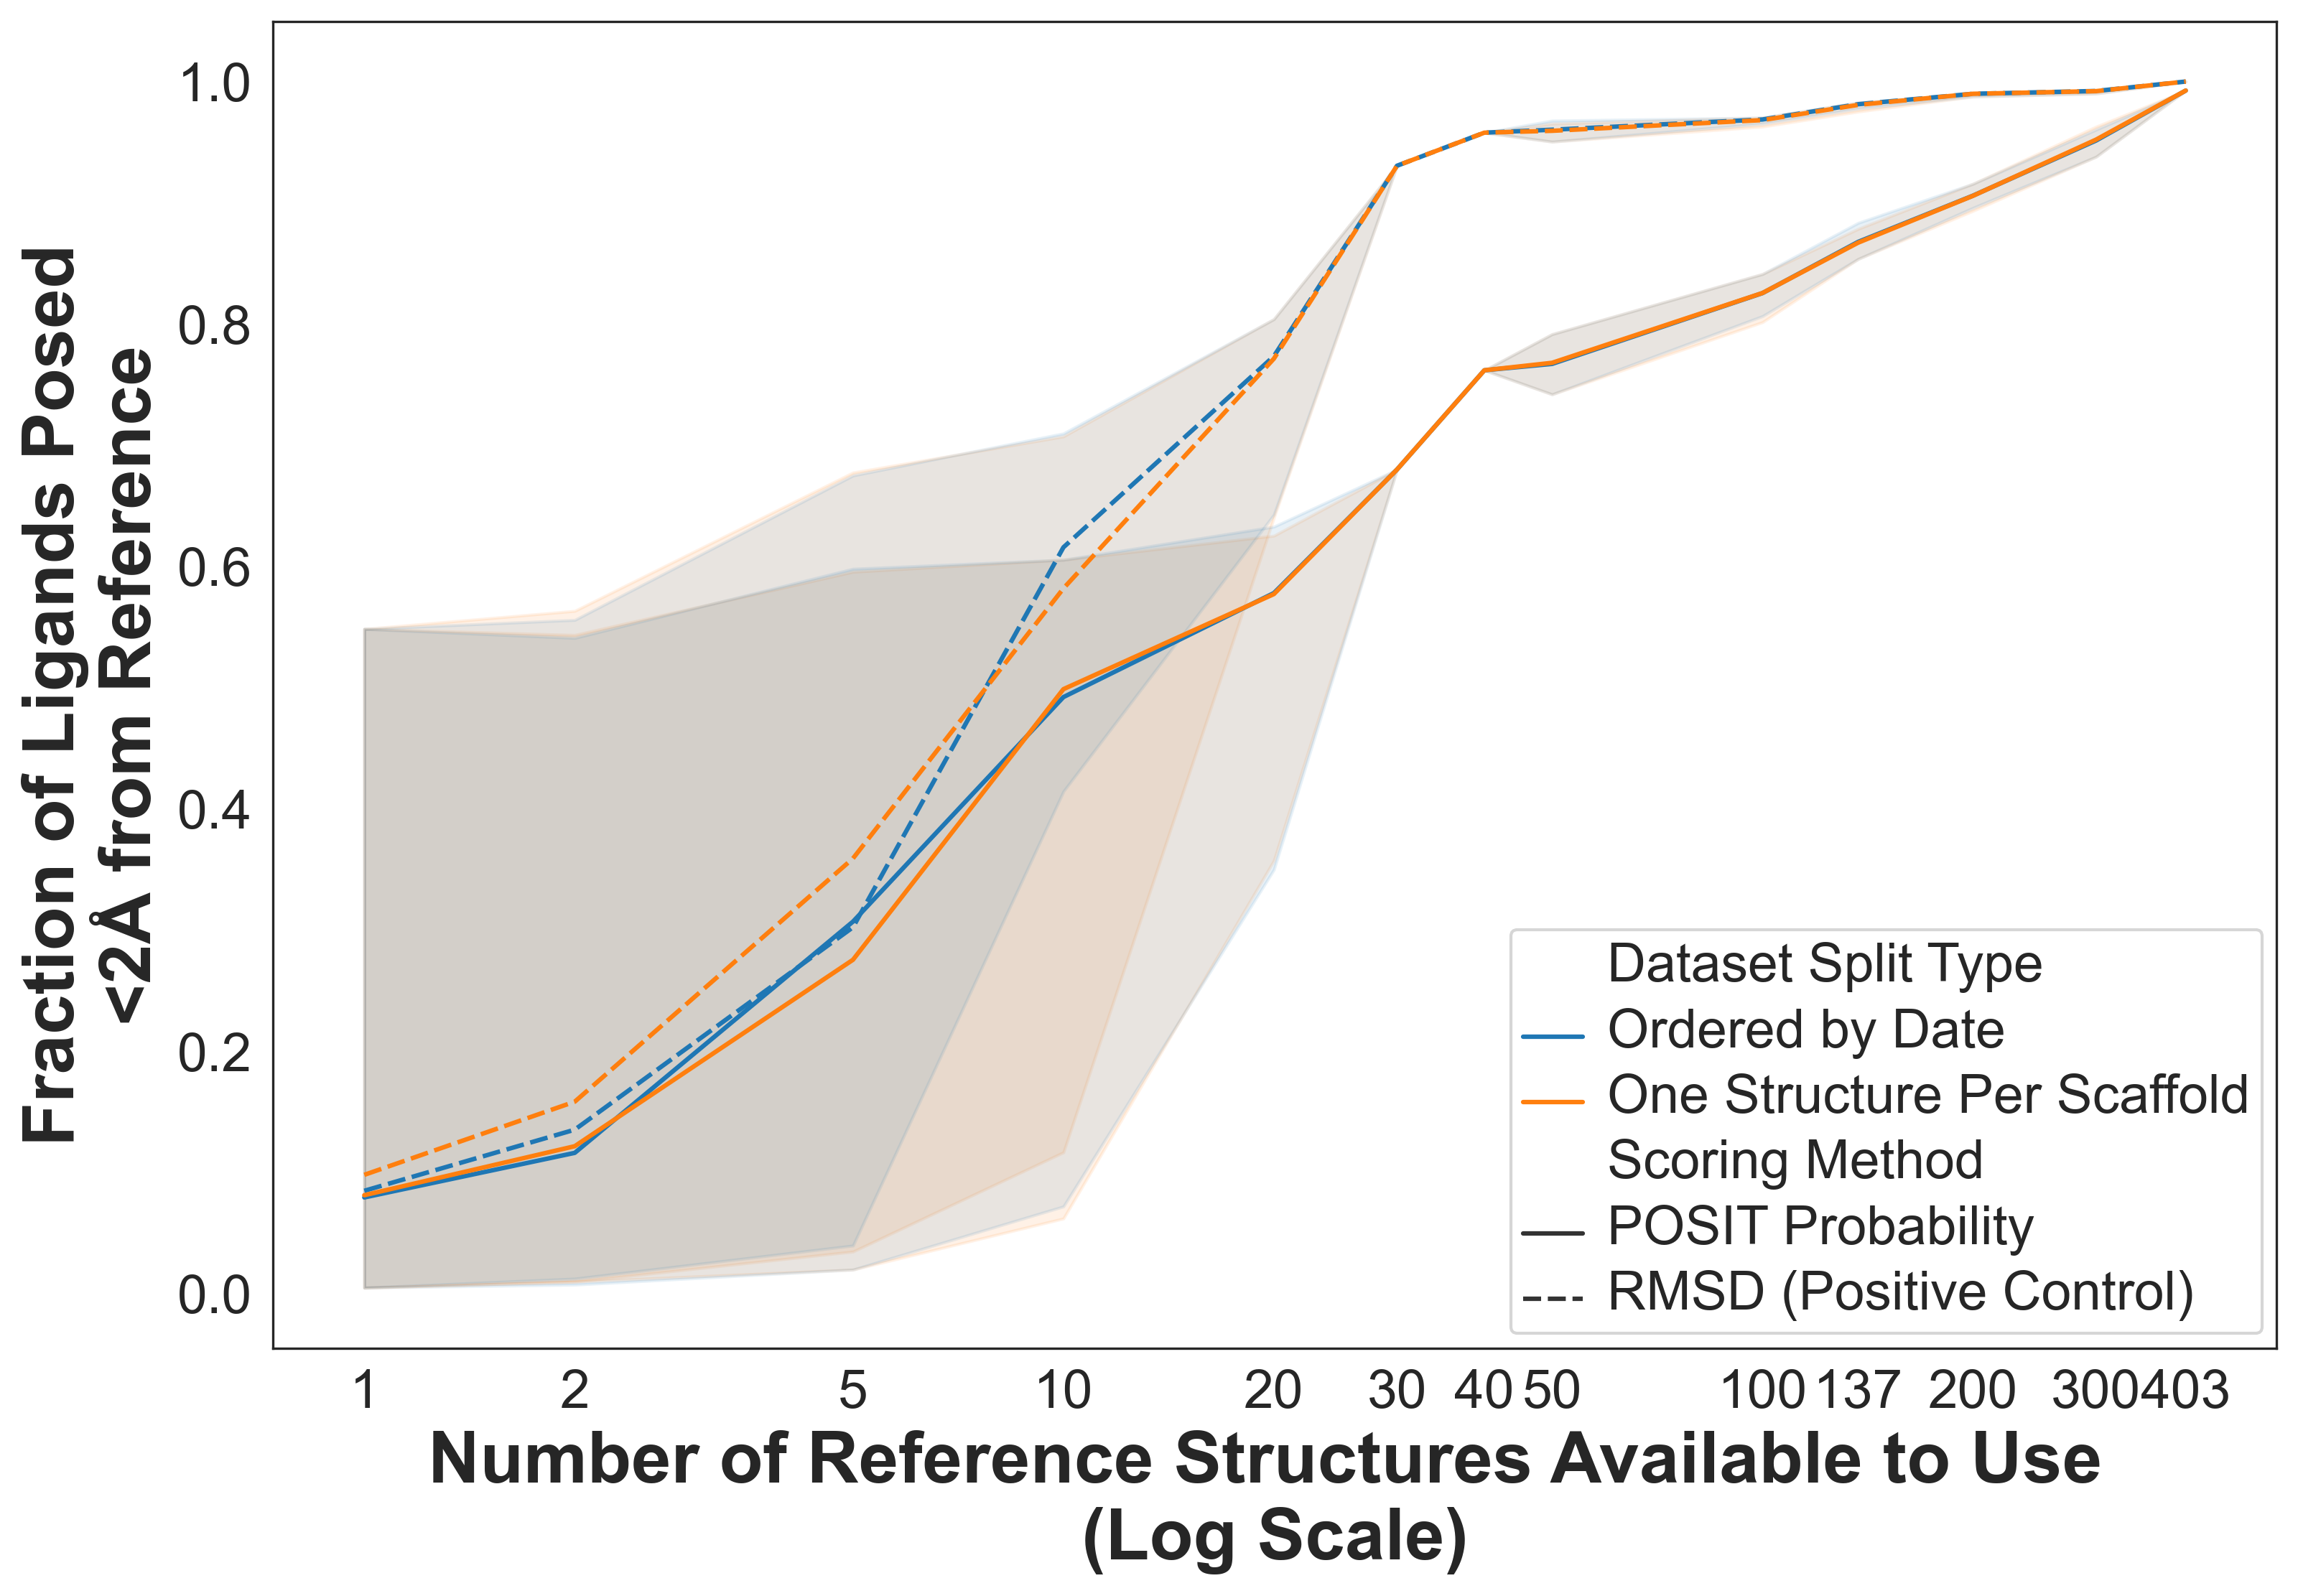 Fraction of Ligands Posed
<2Å from Reference
1.0
0.8
0.6
0.4
0.2
0.0
Dataset Split Type
Ordered by Date
One Structure Per Scaffold
Scoring Method
POSIT Probability
RMSD (Positive Control)
1 2 5 10 20 30 40 50 100 137 200 300 403
Number of Reference Structures Available to Use
(Log Scale)